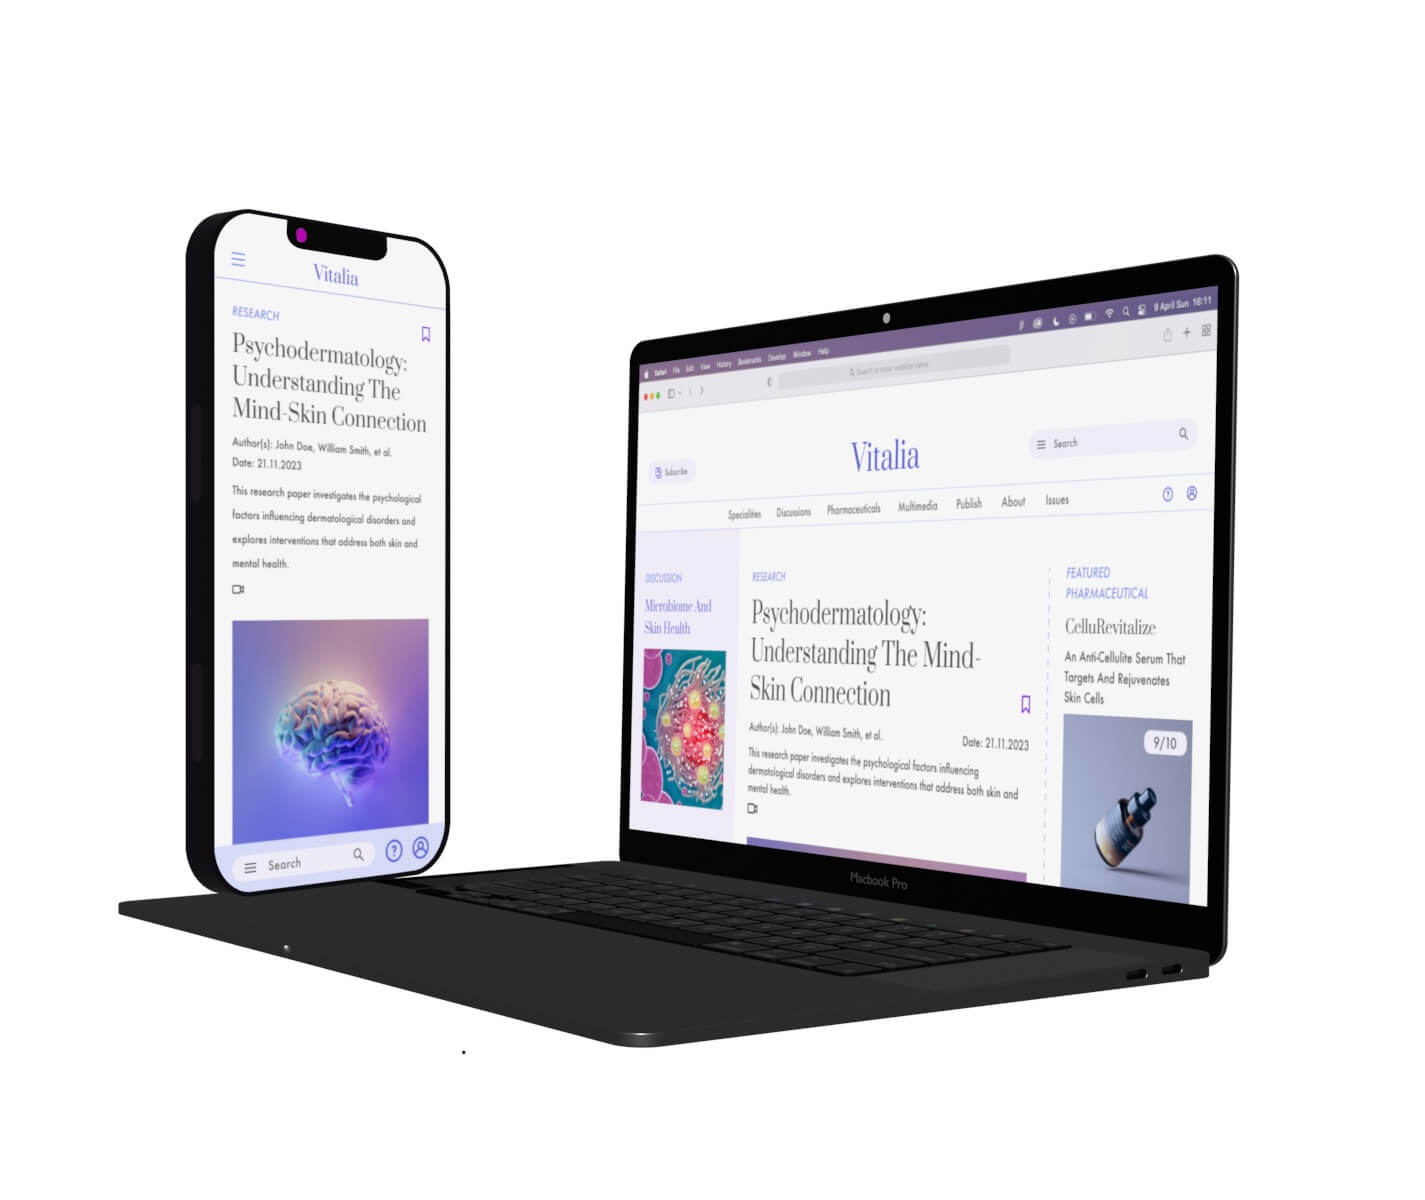 Vitalia
RESEARCH
Psychodermatology:
Understanding The
Mind-Skin Connection
Author(s): John Doe, William Smith, et al.
Date: 21.11.2023
This research paper investigates the psychological
factors influencing dermatological disorders and
explores interventions that address both skin and
mental health.
Search
?
Safari File Edit View History Bookmarks Develop Window Help
9 April Sun 16:11
Search or enter website name
Subscribe
Vitalia
Search
Specialities Discussions Pharmaceuticals Multimedia Publish About Issues
?
DISCUSSION
Microbiome And
Skin Health
RESEARCH
Psychodermatology:
Understanding The Mind-
Skin Connection
Author(s): John Doe, William Smith, et al.
Date: 21.11.2023
This research paper investigates the psychological factors influencing
dermatological disorders and explores interventions that address both skin and
mental health.
FEATURED
PHARMACEUTICAL
CelluRevitalize
An Anti-Cellulite Serum That
Targets And Rejuvenates
Skin Cells
9/10
Macbook Pro